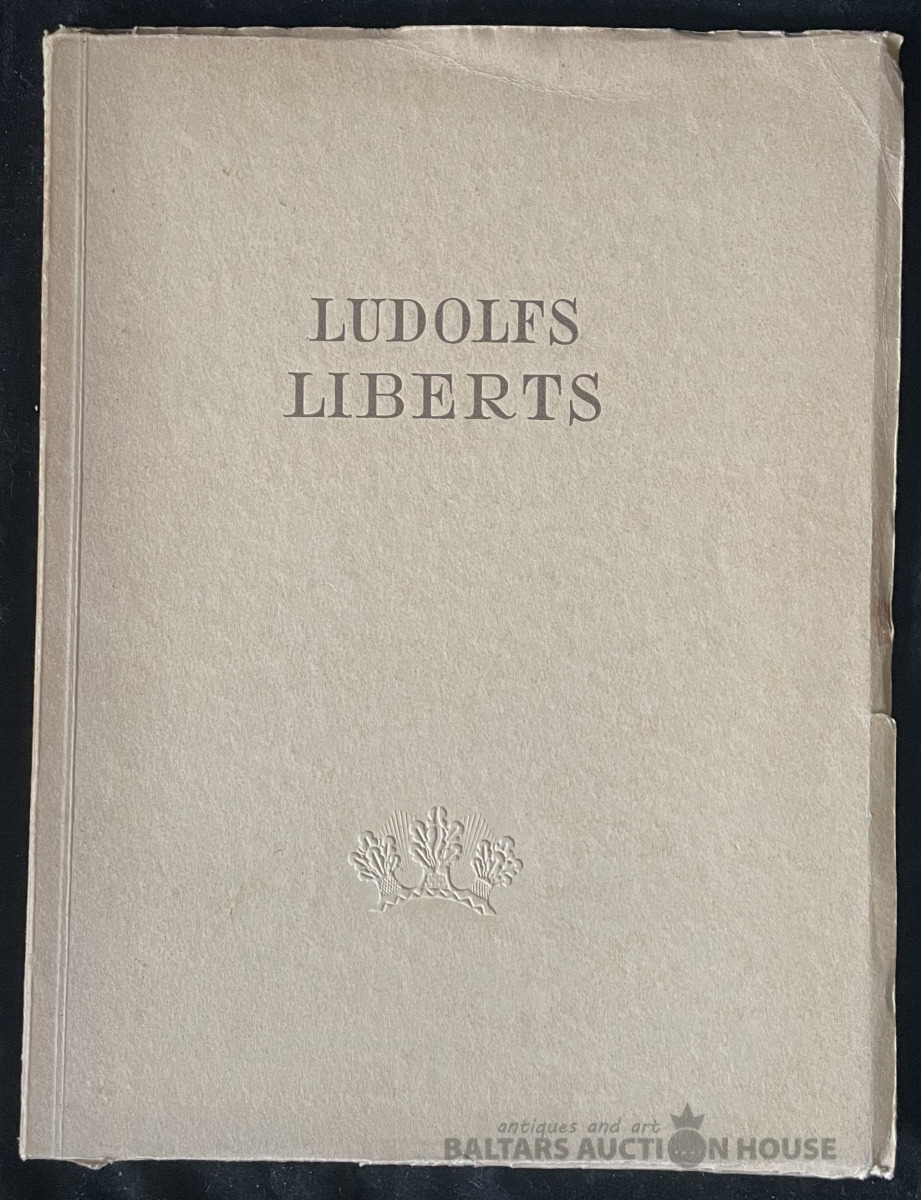 LUDOLFS
LIBERTS
antiques and art
BALTARS AUCTION HOUSE